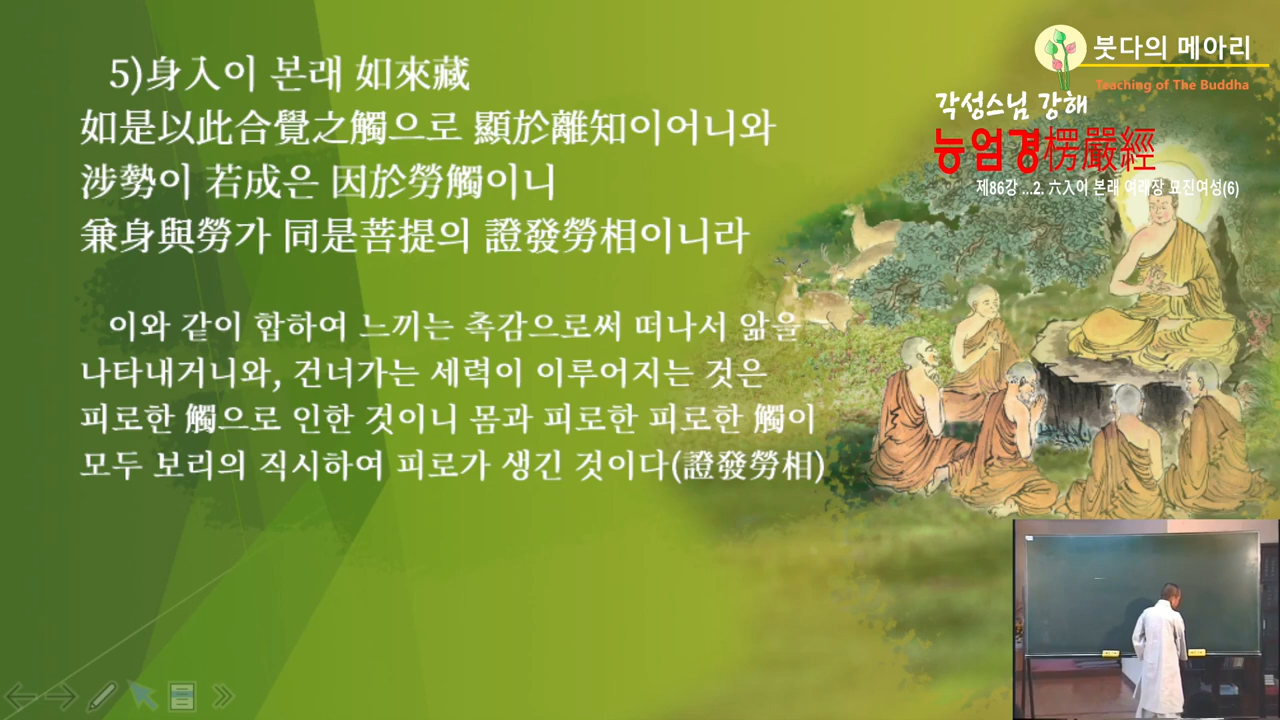 5)身入이 본래 如來藏
如是以此合覺之觸으로 顯於離知이어니와
涉勢이 若成은 因於勞觸이니
兼身與勞가 同是菩提의 證發勞相이니라
이와 같이 합하여 느끼는 촉감으로써 떠나서 앎을
나타내거니와, 건너가는 세력이 이루어지는 것은
피로한 觸으로 인한 것이니 몸과 피로한 피로한 觸이
모두 보리의 직시하여 피로가 생긴 것이다(證發勞相)
붓다의 메아리
Teaching of The Buddha
각성스님 강해
능엄경楞嚴經
제86강 ...2. 六入이 본래 여래장 묘진여성(6)